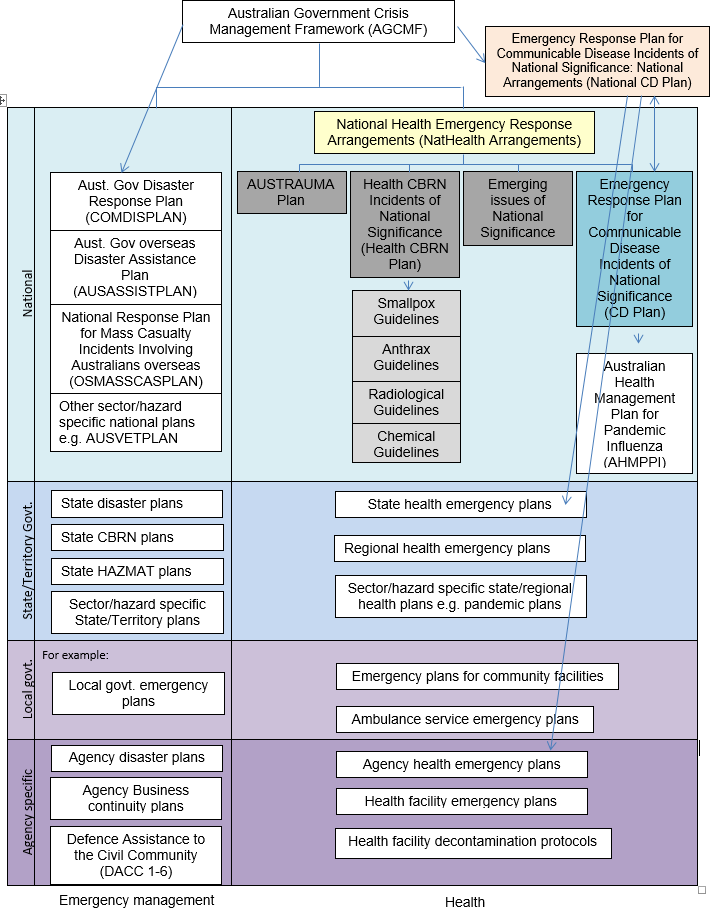 Australian Government Crisis
Management Framework (AGCMF)
Emergency Response Plan for
Communicable Disease Incidents of
National Significance: National
Arrangements (National CD Plan)
National Health Emergency Response
Arrangements (NatHealth Arrangements)
National
Aust. Gov Disaster
Response Plan
(COMDISPLAN)
Aust. Gov overseas
Disaster Assistance
Plan
(AUSASSISTPLAN)
National Response Plan
for Mass Casualty
Incidents Involving
Australians overseas
(OSMASSCASPLAN)
Other sector/hazard
specific national plans
e.g. AUSVETPLAN
AUSTRAUMA
Plan
Health CBRN
Incidents of
National
Significance
(Health CBRN
Plan)
Smallpox
Guidelines
Anthrax
Guidelines
Radiological
Guidelines
Chemical
Guidelines
Emerging
issues of
National
Significance
Emergency
Response Plan
for
Communicable
Disease
Incidents of
National
Significance
(CD Plan)
Australian
Health
Management
Plan for
Pandemic
Influenza
(AHMPPI)
State/Territory Govt.
State disaster plans
State CBRN plans
State HAZMAT plans
Sector/hazard specific
State/Territory plans
State health emergency plans
Regional health emergency plans
Sector/hazard specific state/regional
health plans e.g. pandemic plans
Local govt.
For example:
Local govt. emergency
plans
Emergency plans for community facilities
Ambulance service emergency plans
Agency specific
Agency disaster plans
Agency Business
continuity plans
Defence Assistance to
the Civil Community
(DACC 1-6)
Agency health emergency plans
Health facility emergency plans
Health facility decontamination protocols
Emergency management
Health